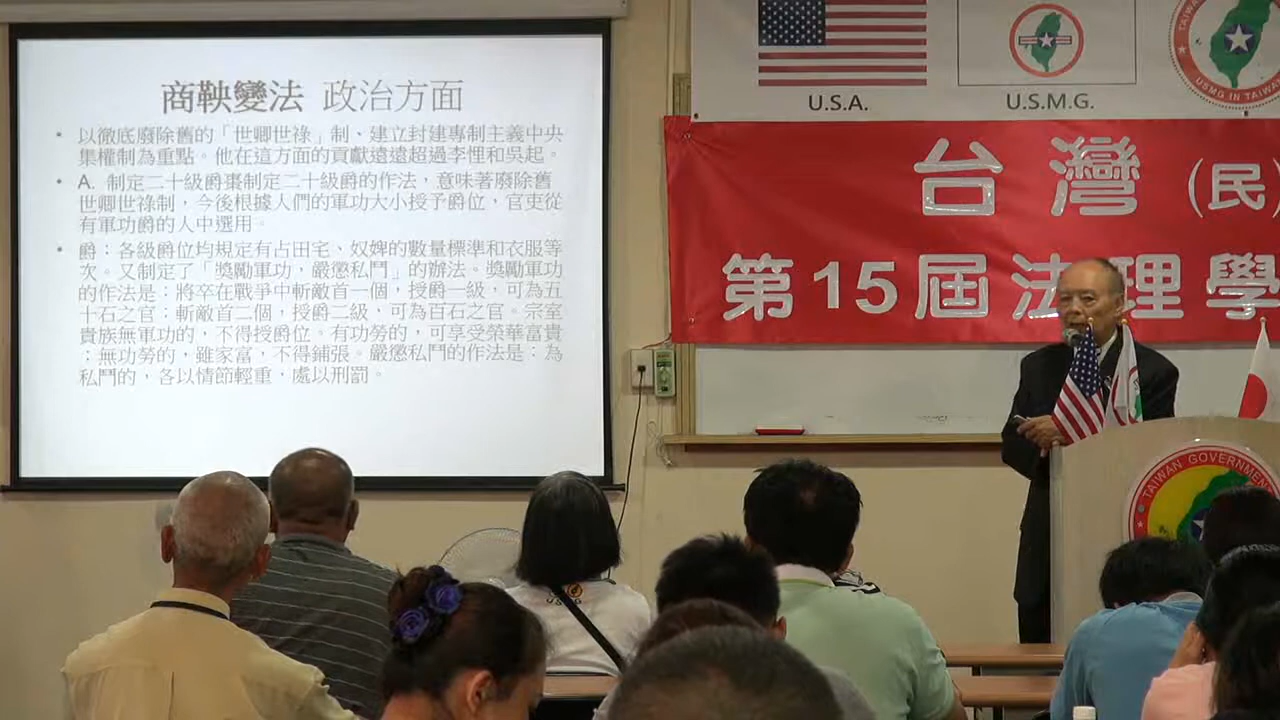 商鞅變法 政治方面
• 以徹底廢除舊的「世卿世祿」制、建立封建專制主義中央
集權制為重點。他在這方面的貢獻遠遠超過李悝和吳起。
• A. 制定二十級爵棗制定二十級爵的作法，意味著廢除舊
世卿世祿制，今後根據人們的軍功大小授予爵位，官吏從
有軍功爵的人中選用。
• 爵：各級爵位均規定有占田宅、奴婢的數量標準和衣服等
次。又制定了「獎勵軍功，嚴懲私鬥」的辦法。獎勵軍功
的作法是：將卒在戰爭中斬敵首一個，授爵一級，可為五
十石之官；斬敵首二個，授爵二級，可為百石之官。宗室
貴族無軍功的，不得授爵位。有功勞的，可享受榮華富貴
；無功勞的，雖家富，不得鋪張。嚴懲私鬥的作法是：為
私鬥的，各以情節輕重，處以刑罰。
U.S.A.
U.S.M.G.
USMG IN TAIWAN
台灣（民
第15屆法理學
TAIWAN GOVERNMENT